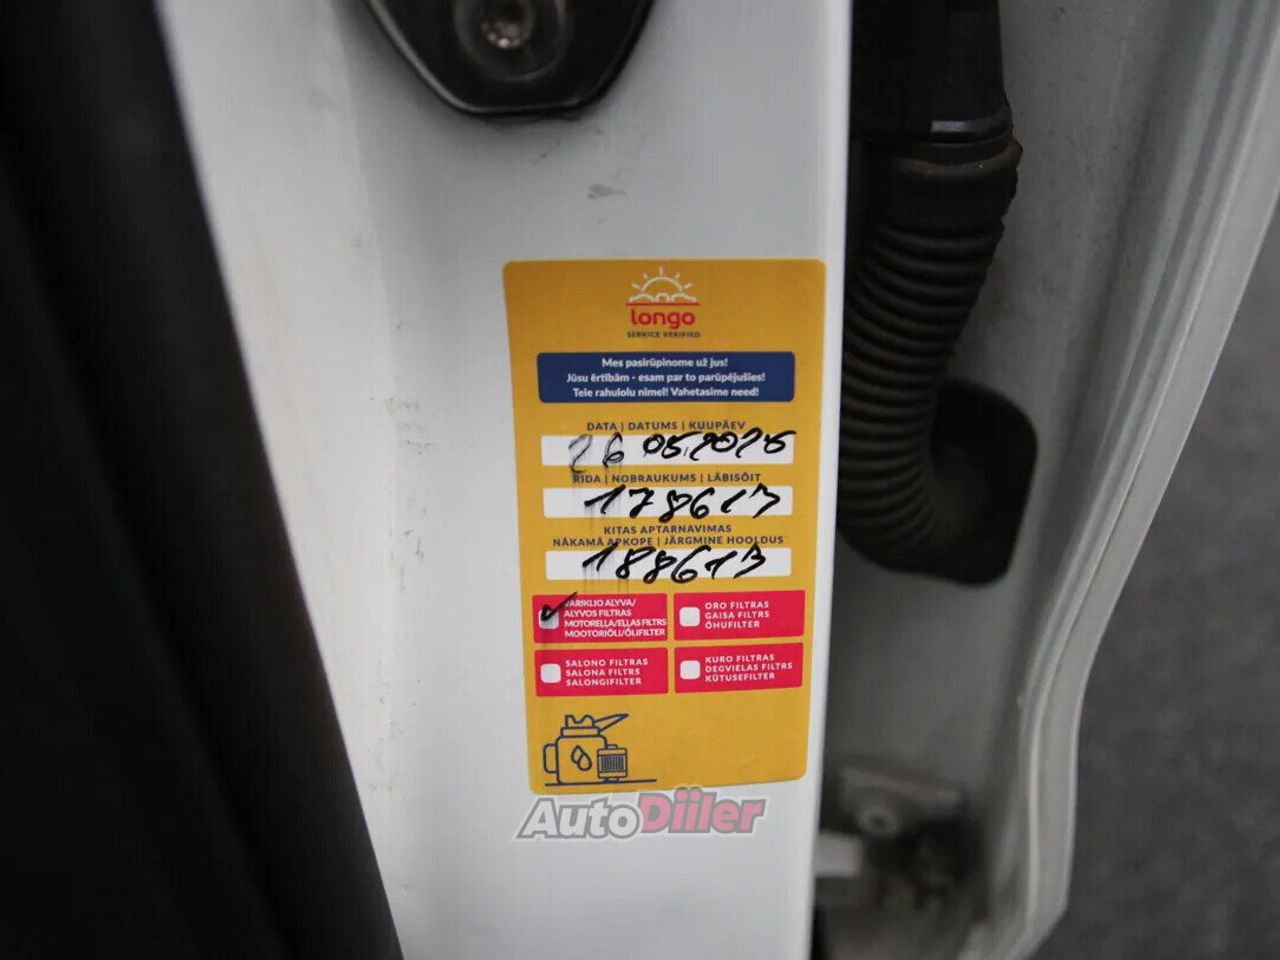 longo
SERVICE VERIFIED
Mes pasirūpinome už jus!
Jūsu ērtībām - esam par to parūpējušies!
Teie rahulolu nimel! Vahetasime need!
DATA | DATUMS | KUUPÄEV
26 05.2025
RIDA | NOBRAUKUMS | LÄBISÕIT
178613
KITAS APTARNAVIMAS
NĀKAMĀ APKOPE | JÄRGMINE HOOLDUS
188613
VARIKLIO ALYVA/
ALYVOS FILTRAS
MOTOREĻĻA/EĻĻAS FILTRS
MOOTORIÕLI/ÕLIFILTER
ORO FILTRAS
GAISA FILTRS
ÕHUFILTER
SALONO FILTRAS
SALONA FILTRS
SALONGIFILTER
KURO FILTRAS
DEGVIELAS FILTRS
KÜTUSEFILTER
AutoDiiler